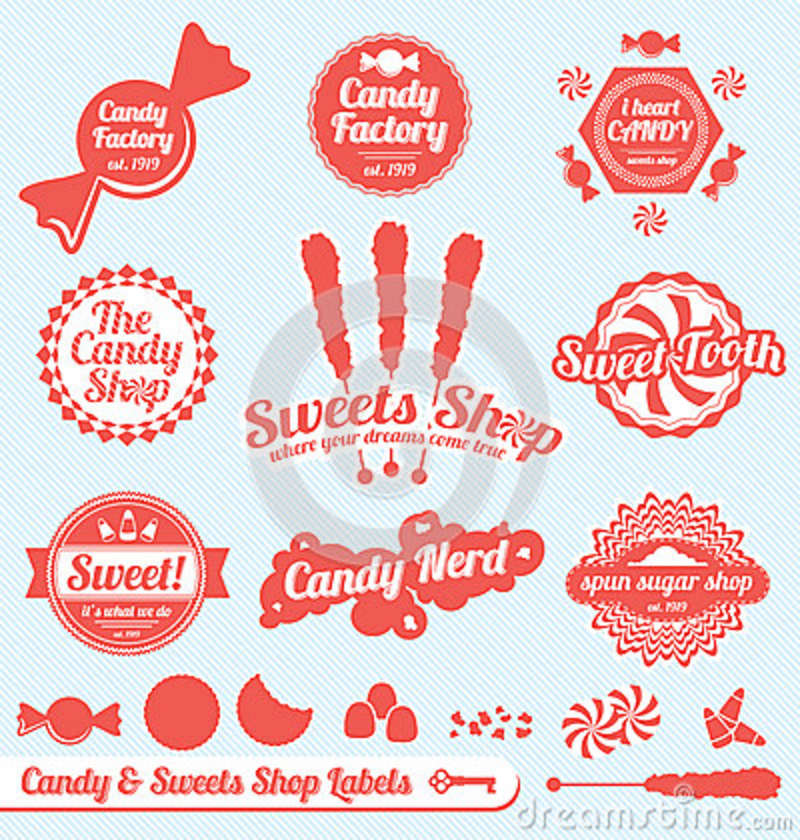 Candy
Factory
est. 1919
Candy
Factory
est. 1919
i heart
CANDY
sweets shop
The
Candy
Shop
Sweets Shop
where your dreams come true
Sweet Tooth
Sweet!
it's what we do
est. 1919
Candy Nerd
spun sugar shop
est. 1919
Candy & Sweets Shop Labels
dreamstime.com